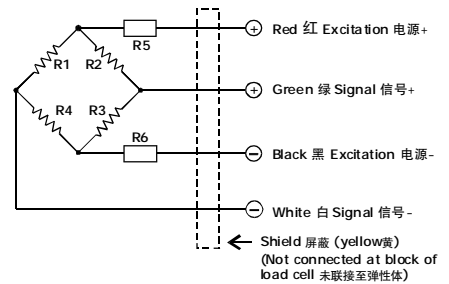 R5
Red 红 Excitation 电源+
R1
R2
Green 绿 Signal 信号+
R4
R3
R6
Black 黑 Excitation 电源-
White 白 Signal 信号-
Shield 屏蔽 (yellow黄)
(Not connected at block of
load cell 未联接至弹性体)